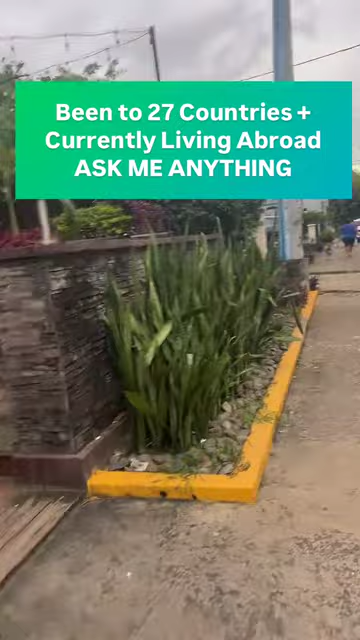 Been to 27 Countries +
Currently Living Abroad
ASK ME ANYTHING